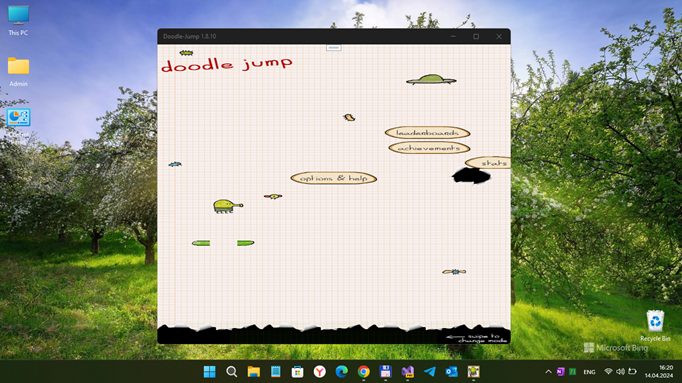 This PC
Doodle-Jump 1.8.10
doodle jump
Admin
leaderboards
achievements
stats
options & help
swipe to
change mode
Recycle Bin
Microsoft Bing
ENG
16:20
14.04.2024